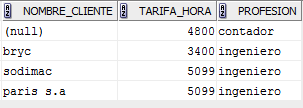 NOMBRE_CLIENTE TARIFA_HORA PROFESION
(null) 4800 contador
bryc 3400 ingeniero
sodimac 5099 ingeniero
paris s.a 5099 ingeniero